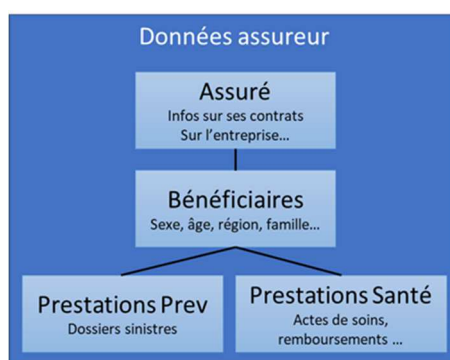 Données assureur
Assuré
Infos sur ses contrats
Sur l'entreprise...
Bénéficiaires
Sexe, âge, région, famille...
Prestations Prev
Dossiers sinistres
Prestations Santé
Actes de soins,
remboursements ...